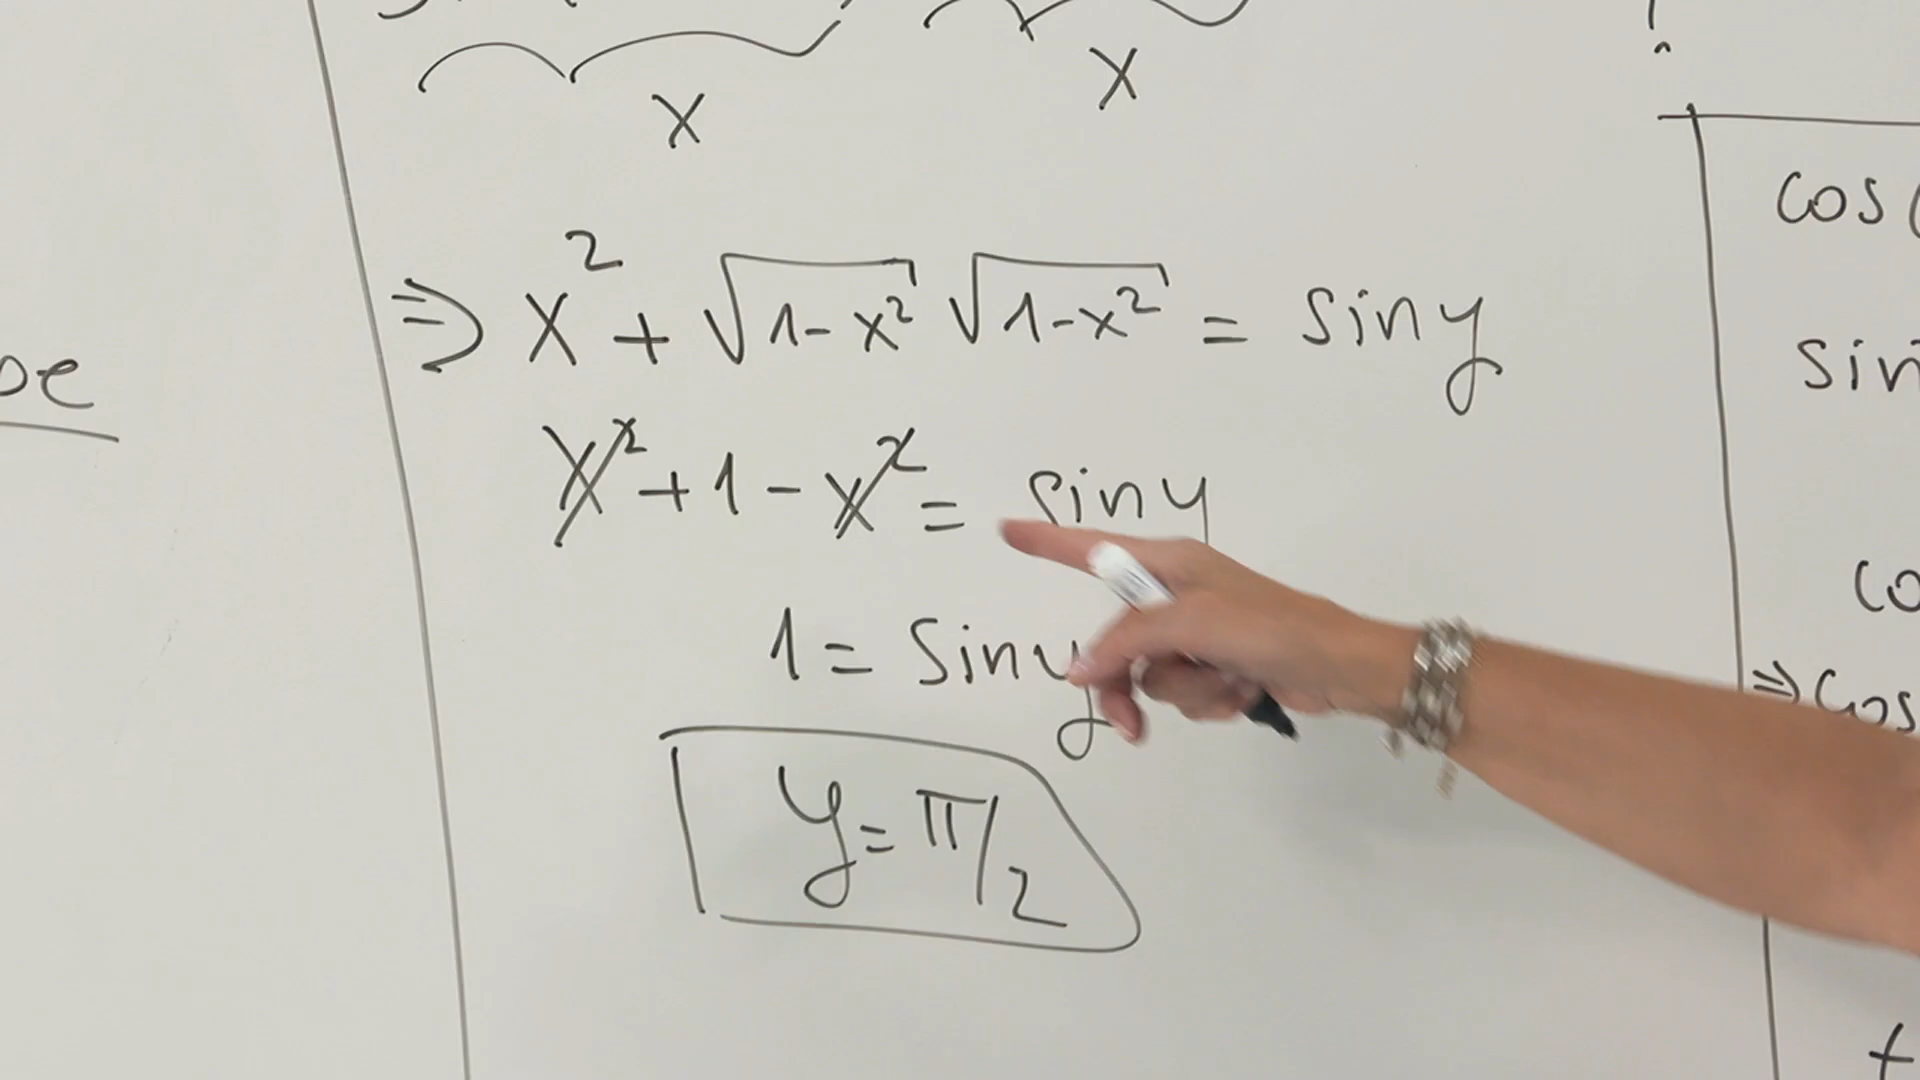 x
x
⇒ x² + √1-x² √1-x² = siny
x² + 1 - x² = siny
1 = siny
y = π/2
cos(
sin
co
⇒ cos